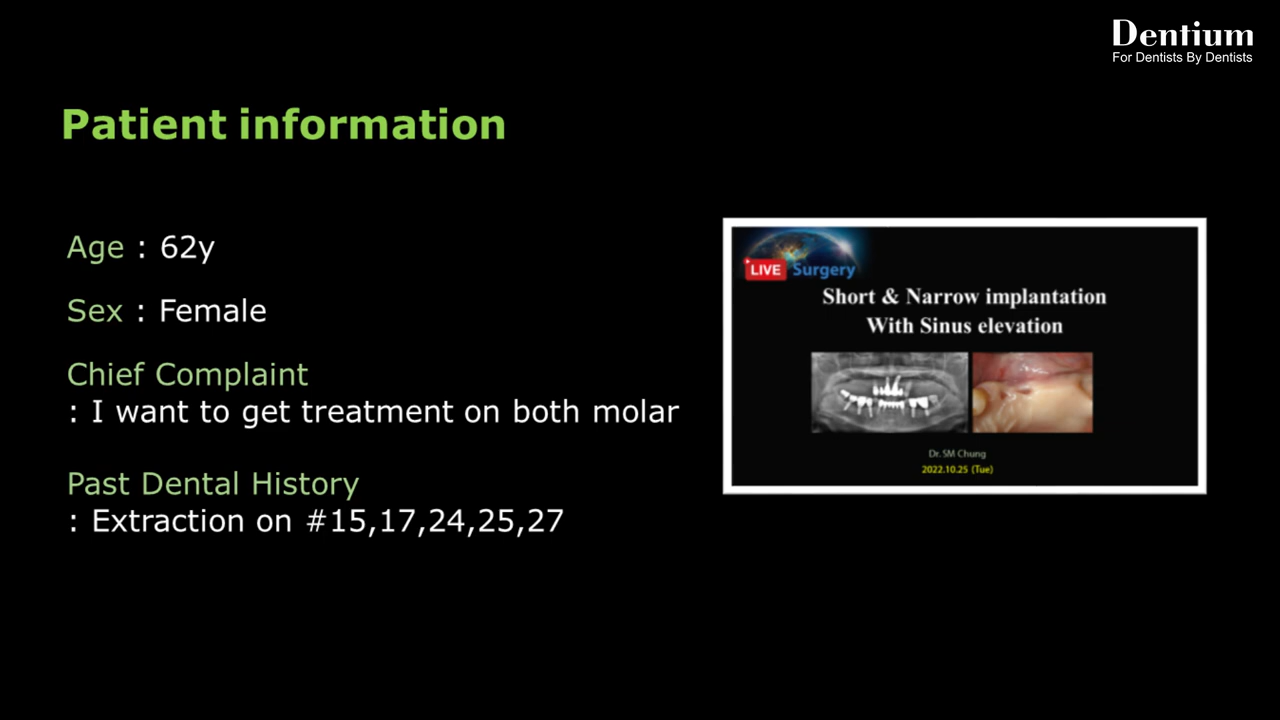 Dentium
For Dentists By Dentists
Patient information
Age : 62y
Sex : Female
Chief Complaint
: I want to get treatment on both molar
Past Dental History
: Extraction on #15,17,24,25,27
LIVE Surgery
Short & Narrow implantation
With Sinus elevation
Dr. SM Chung
2022.10.25 (Tue)